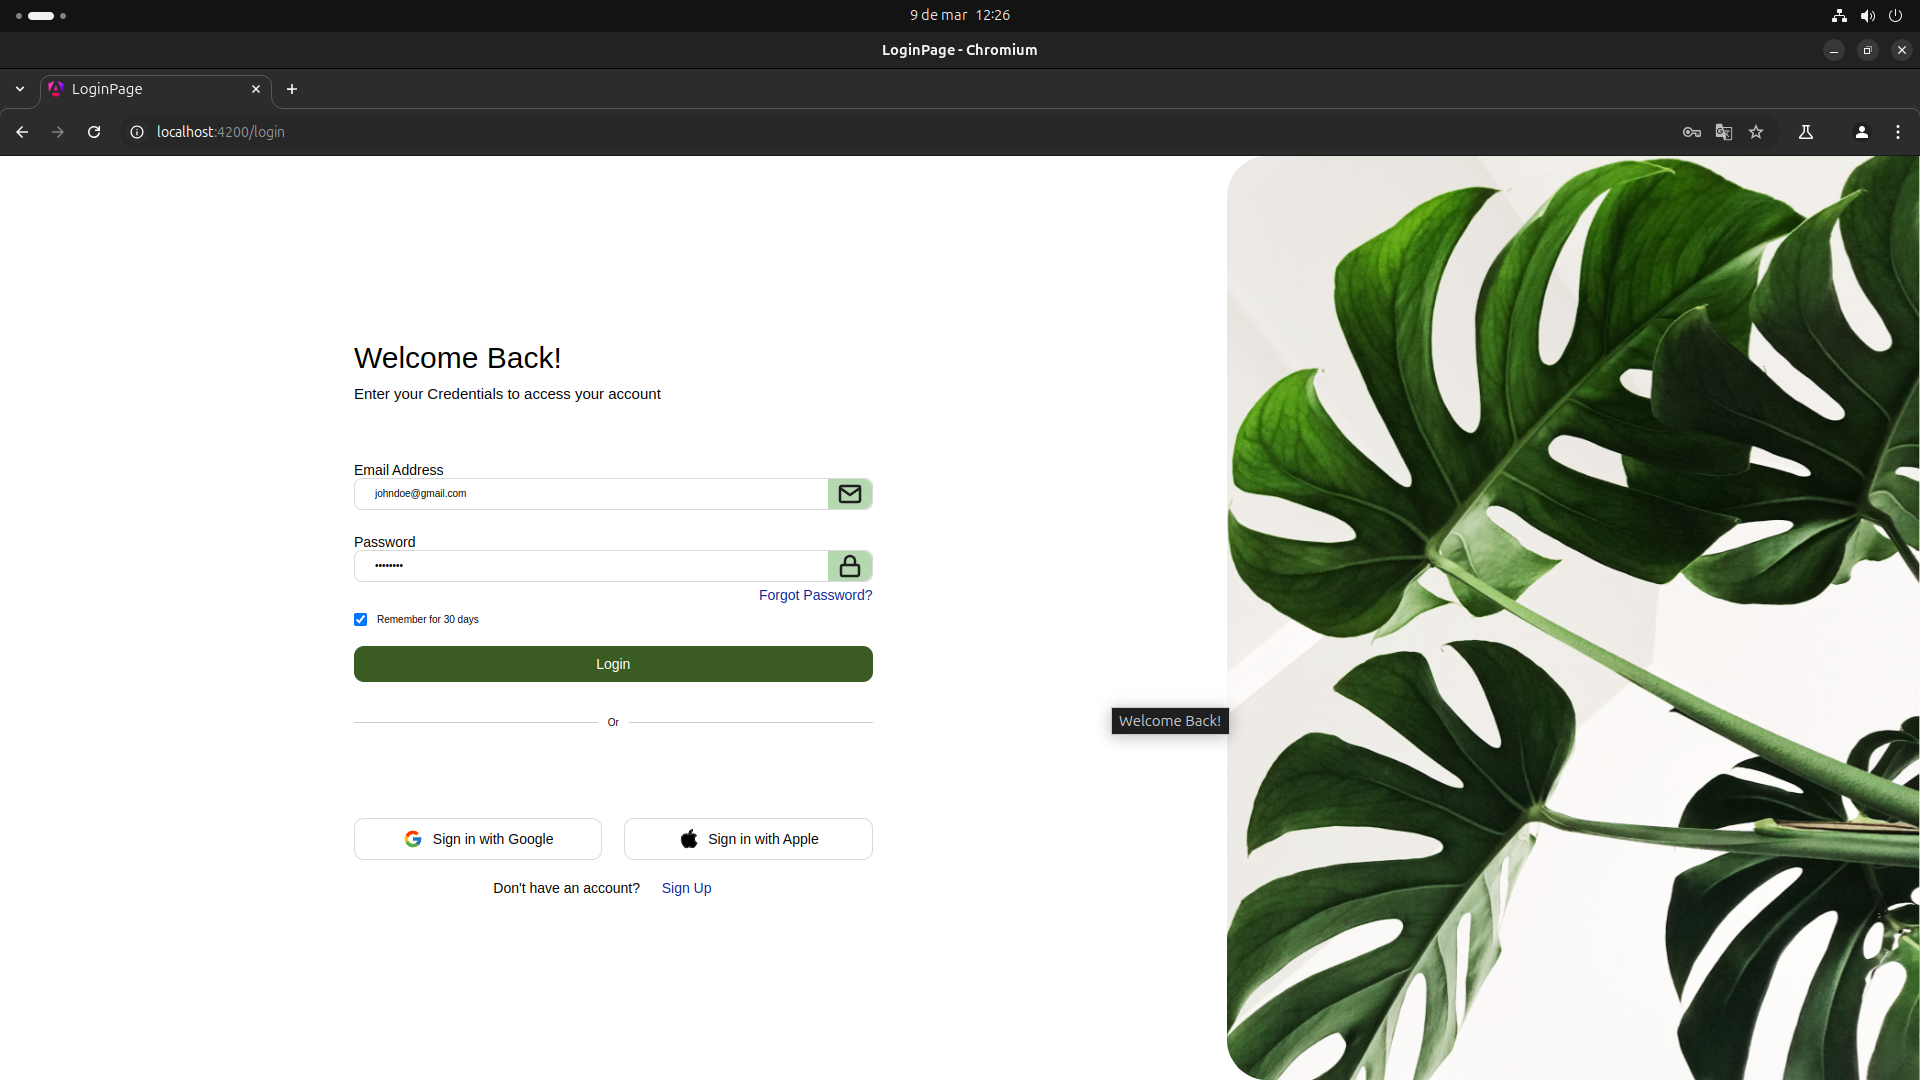 9 de mar 12:26
LoginPage - Chromium
LoginPage
localhost:4200/login
Welcome Back!
Enter your Credentials to access your account
Email Address
johndoe@gmail.com
Password
••••••••
Forgot Password?
Remember for 30 days
Login
Or
Welcome Back!
Sign in with Google
Sign in with Apple
Don't have an account? Sign Up